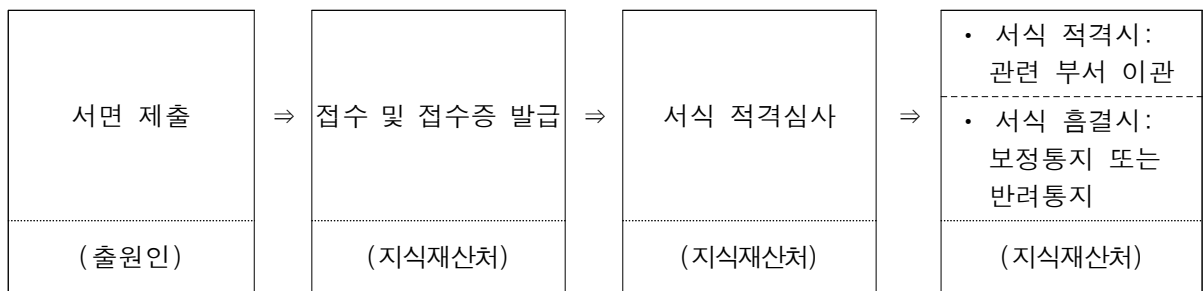 서면 제출
⇒
접수 및 접수증 발급
⇒
서식 적격심사
⇒
• 서식 적격시:
관련 부서 이관
• 서식 흠결시:
보정통지 또는
반려통지
(출원인)
(지식재산처)
(지식재산처)
(지식재산처)